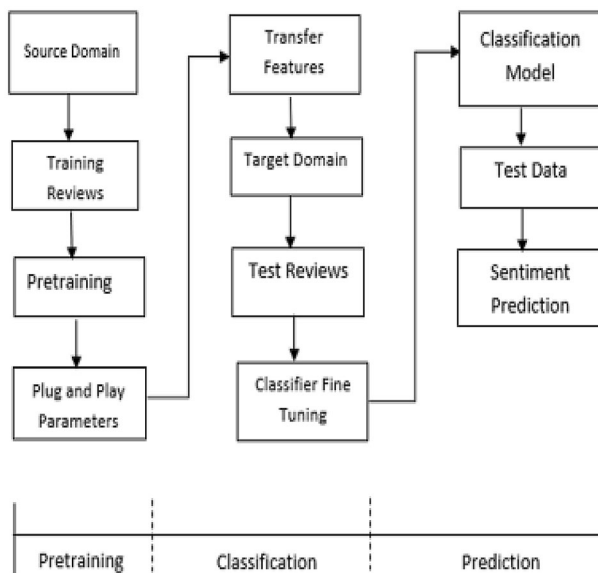 Source Domain
Training
Reviews
Pretraining
Plug and Play
Parameters
Transfer
Features
Target Domain
Test Reviews
Classifier Fine
Tuning
Classification
Model
Test Data
Sentiment
Prediction
Pretraining
Classification
Prediction